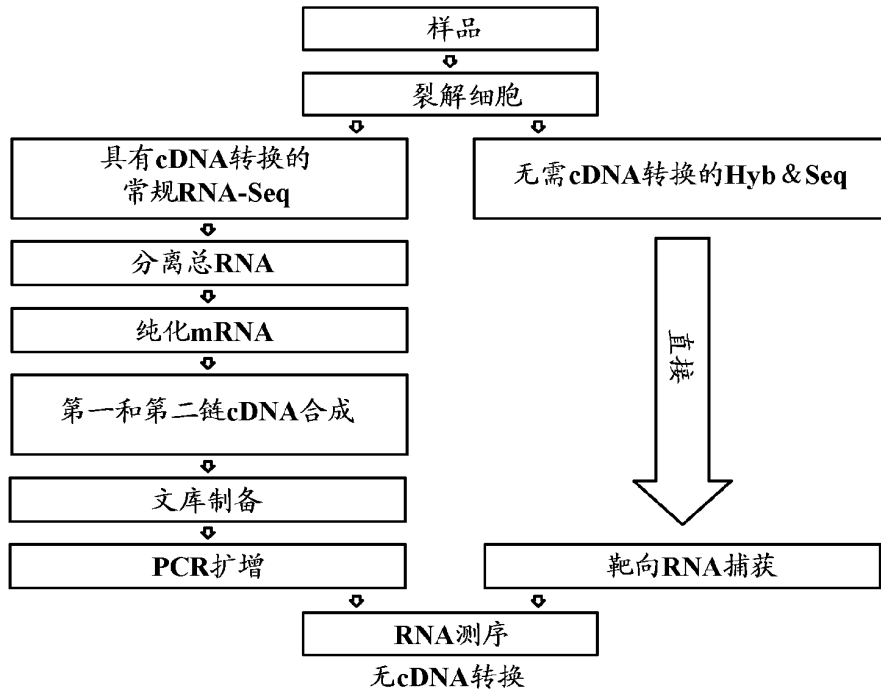 样品
裂解细胞
具有cDNA转换的
常规RNA-Seq
分离总RNA
纯化mRNA
第一和第二链cDNA合成
文库制备
PCR扩增
无需cDNA转换的Hyb＆Seq
直接
靶向RNA捕获
RNA测序
无cDNA转换